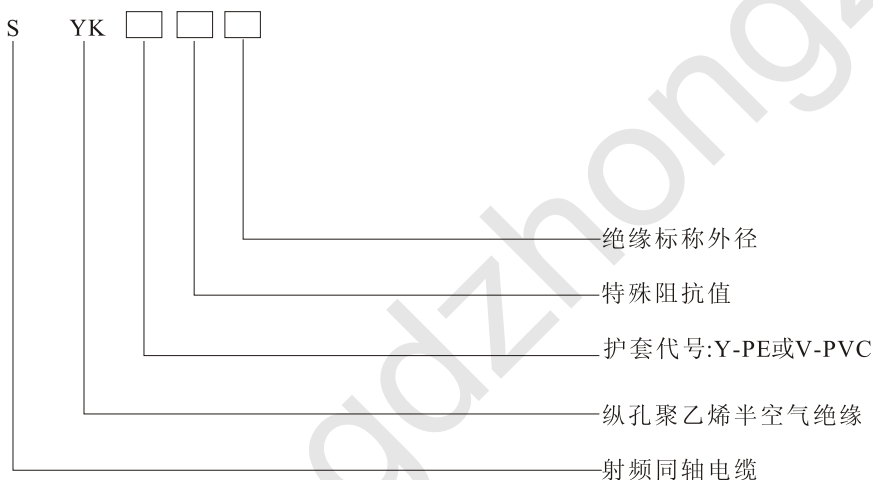 S YK
绝缘标称外径
特殊阻抗值
护套代号:Y-PE或V-PVC
纵孔聚乙烯半空气绝缘
射频同轴电缆
gdzhongz